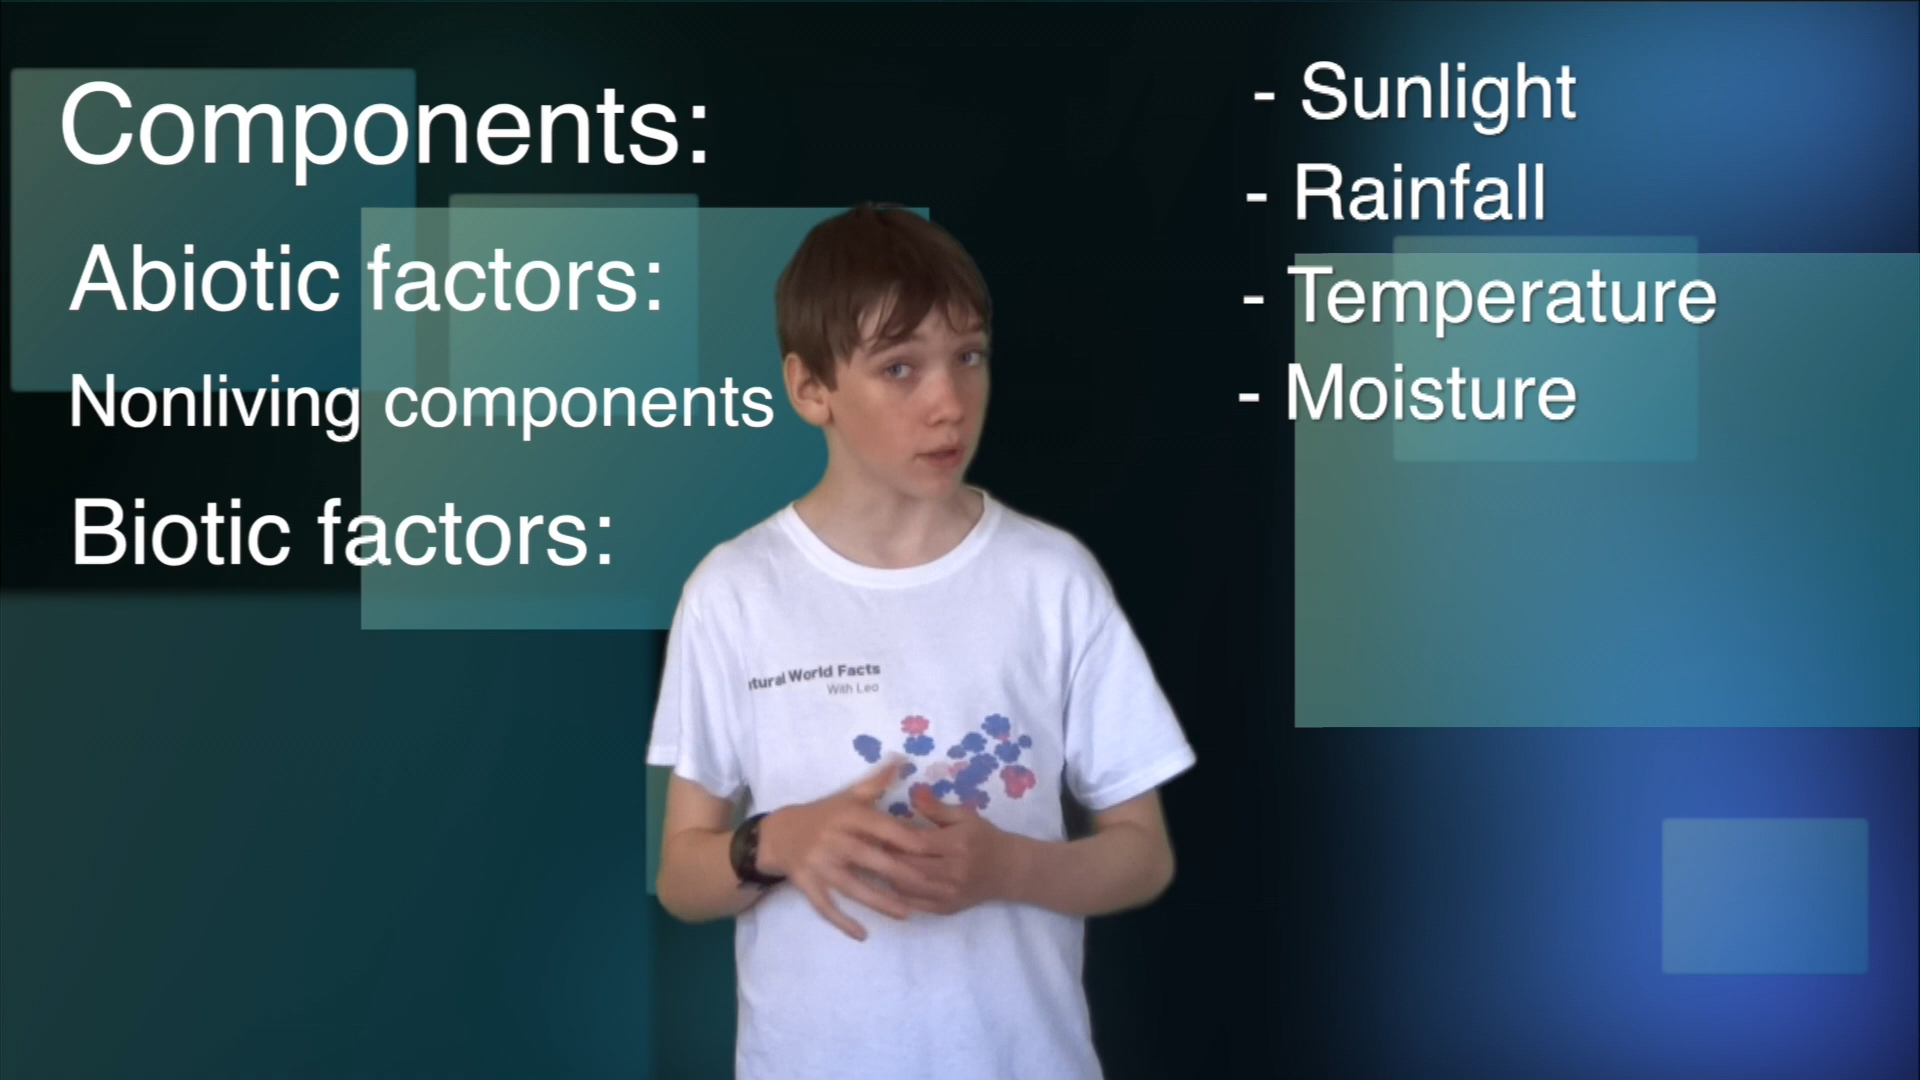 Components:
Abiotic factors:
Nonliving components
Biotic factors:
- Sunlight
- Rainfall
- Temperature
- Moisture
tural World Facts
With Leo